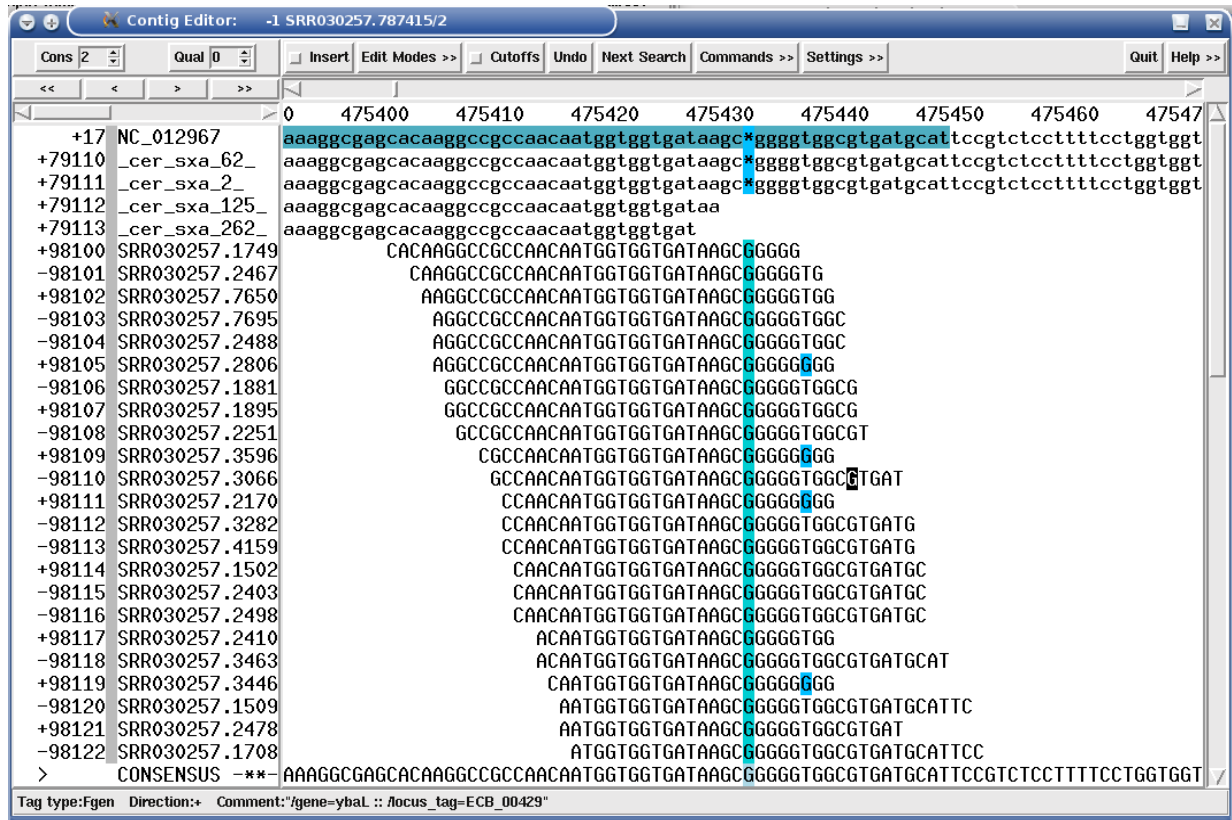 Contig Editor: -1 SRR030257.787415/2
Cons 2 Qual 0 Insert Edit Modes >> Cutoffs Undo Next Search Commands >> Settings >> Quit Help >>
<< < > >>
0 475400 475410 475420 475430 475440 475450 475460 47547
+17 NC_012967 aaaggcgagcacaaggccgccaacaatggtggtgataagc*ggggtggcgtgatgcattccgtctccttttcctggtggt
+79110 _cer_sxa_62_ aaaggcgagcacaaggccgccaacaatggtggtgataagc*ggggtggcgtgatgcattccgtctccttttcctggtggt
+79111 _cer_sxa_2_ aaaggcgagcacaaggccgccaacaatggtggtgataagc*ggggtggcgtgatgcattccgtctccttttcctggtggt
+79112 _cer_sxa_125_ aaaggcgagcacaaggccgccaacaatggtggtgataa
+79113 _cer_sxa_262_ aaaggcgagcacaaggccgccaacaatggtggtgat
+98100 SRR030257.1749 CACAAGGCCGCCAACAATGGTGGTGATAAGCGGGGG
-98101 SRR030257.2467 CAAGGCCGCCAACAATGGTGGTGATAAGCGGGGGTG
+98102 SRR030257.7650 AAGGCCGCCAACAATGGTGGTGATAAGCGGGGGTGG
-98103 SRR030257.7695 AGGCCGCCAACAATGGTGGTGATAAGCGGGGGTGGC
-98104 SRR030257.2488 AGGCCGCCAACAATGGTGGTGATAAGCGGGGGTGGC
+98105 SRR030257.2806 AGGCCGCCAACAATGGTGGTGATAAGCGGGGGGGG
-98106 SRR030257.1881 GGCCGCCAACAATGGTGGTGATAAGCGGGGGTGGCG
+98107 SRR030257.1895 GGCCGCCAACAATGGTGGTGATAAGCGGGGGTGGCG
-98108 SRR030257.2251 GCCGCCAACAATGGTGGTGATAAGCGGGGGTGGCGT
+98109 SRR030257.3596 CGCCAACAATGGTGGTGATAAGCGGGGGGGG
-98110 SRR030257.3066 GCCAACAATGGTGGTGATAAGCGGGGGTGGCGTGAT
+98111 SRR030257.2170 CCAACAATGGTGGTGATAAGCGGGGGGGG
-98112 SRR030257.3282 CCAACAATGGTGGTGATAAGCGGGGGTGGCGTGATG
-98113 SRR030257.4159 CCAACAATGGTGGTGATAAGCGGGGGTGGCGTGATG
+98114 SRR030257.1502 CAACAATGGTGGTGATAAGCGGGGGTGGCGTGATGC
-98115 SRR030257.2403 CAACAATGGTGGTGATAAGCGGGGGTGGCGTGATGC
-98116 SRR030257.2498 CAACAATGGTGGTGATAAGCGGGGGTGGCGTGATGC
+98117 SRR030257.2410 ACAATGGTGGTGATAAGCGGGGGTGG
-98118 SRR030257.3463 ACAATGGTGGTGATAAGCGGGGGTGGCGTGATGCAT
+98119 SRR030257.3446 CAATGGTGGTGATAAGCGGGGGGGG
-98120 SRR030257.1509 AATGGTGGTGATAAGCGGGGGTGGCGTGATGCATTC
+98121 SRR030257.2478 AATGGTGGTGATAAGCGGGGGTGGCGTGAT
-98122 SRR030257.1708 ATGGTGGTGATAAGCGGGGGTGGCGTGATGCATTCC
> CONSENSUS -**- AAAGGCGAGCACAAGGCCGCCAACAATGGTGGTGATAAGCGGGGGTGGCGTGATGCATTCCGTCTCCTTTTCCTGGTGGT
Tag type:Fgen Direction:+ Comment:"/gene=ybaL :: /locus_tag=ECB_00429"